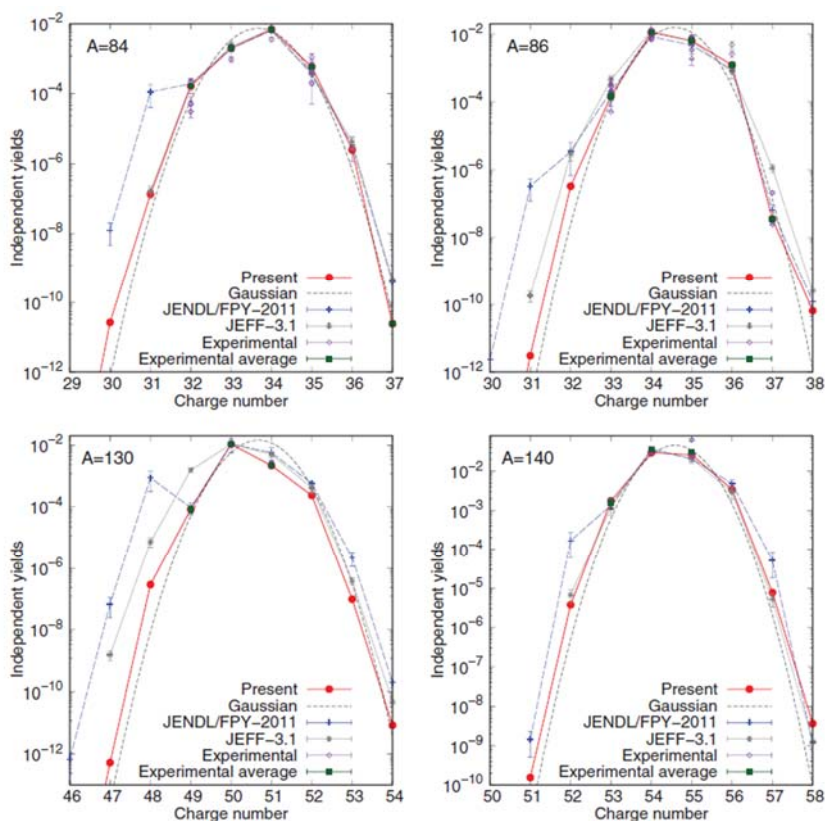 A=84
Independent yields
10⁻²
10⁻⁴
10⁻⁶
10⁻⁸
10⁻¹⁰
10⁻¹²
Present
Gaussian
JENDL/FPY-2011
JEFF-3.1
Experimental
Experimental average
29 30 31 32 33 34 35 36 37
Charge number
A=86
Independent yields
10⁻²
10⁻⁴
10⁻⁶
10⁻⁸
10⁻¹⁰
10⁻¹²
Present
Gaussian
JENDL/FPY-2011
JEFF-3.1
Experimental
Experimental average
30 31 32 33 34 35 36 37 38
Charge number
A=130
Independent yields
10⁻²
10⁻⁴
10⁻⁶
10⁻⁸
10⁻¹⁰
10⁻¹²
Present
Gaussian
JENDL/FPY-2011
JEFF-3.1
Experimental
Experimental average
46 47 48 49 50 51 52 53 54
Charge number
A=140
Independent yields
10⁻²
10⁻³
10⁻⁴
10⁻⁵
10⁻⁶
10⁻⁷
10⁻⁸
10⁻⁹
10⁻¹⁰
Present
Gaussian
JENDL/FPY-2011
JEFF-3.1
Experimental
Experimental average
50 51 52 53 54 55 56 57 58
Charge number